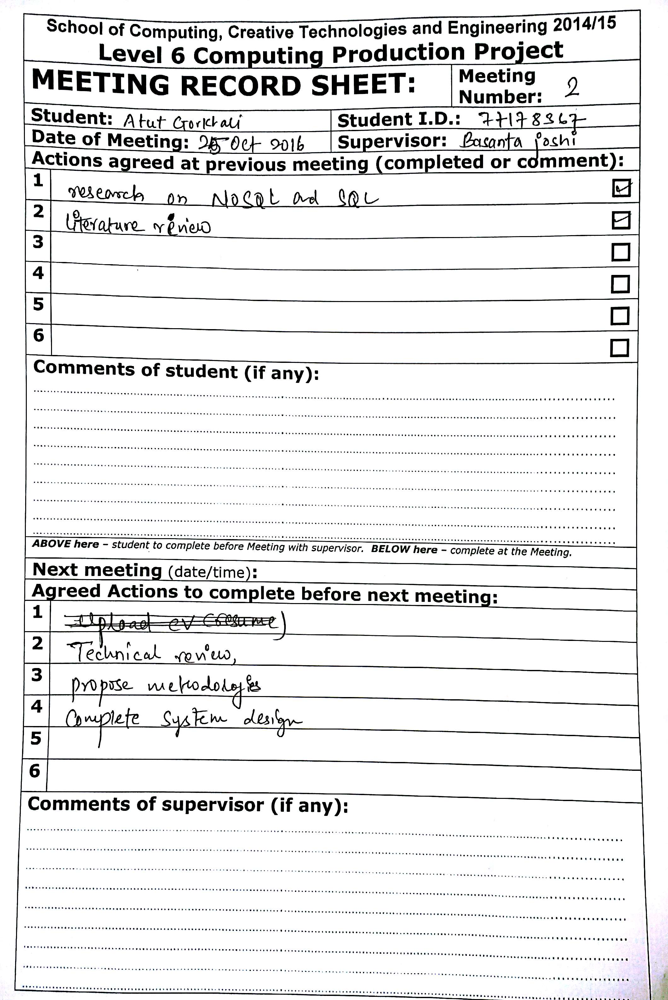 School of Computing, Creative Technologies and Engineering 2014/15
Level 6 Computing Production Project
MEETING RECORD SHEET:
Meeting
Number: 2
Student: Atut Gorkhali
Student I.D.: 77178367
Date of Meeting: 25 Oct 2016
Supervisor: Basanta joshi
Actions agreed at previous meeting (completed or comment):
1 research on NoSQL and SQL
2 literature review
3
4
5
6
Comments of student (if any):
ABOVE here – student to complete before Meeting with supervisor. BELOW here – complete at the Meeting.
Next meeting (date/time):
Agreed Actions to complete before next meeting:
1 Upload cv (resume)
2 Technical review,
3 propose methodologies
4 Complete system design
5
6
Comments of supervisor (if any):